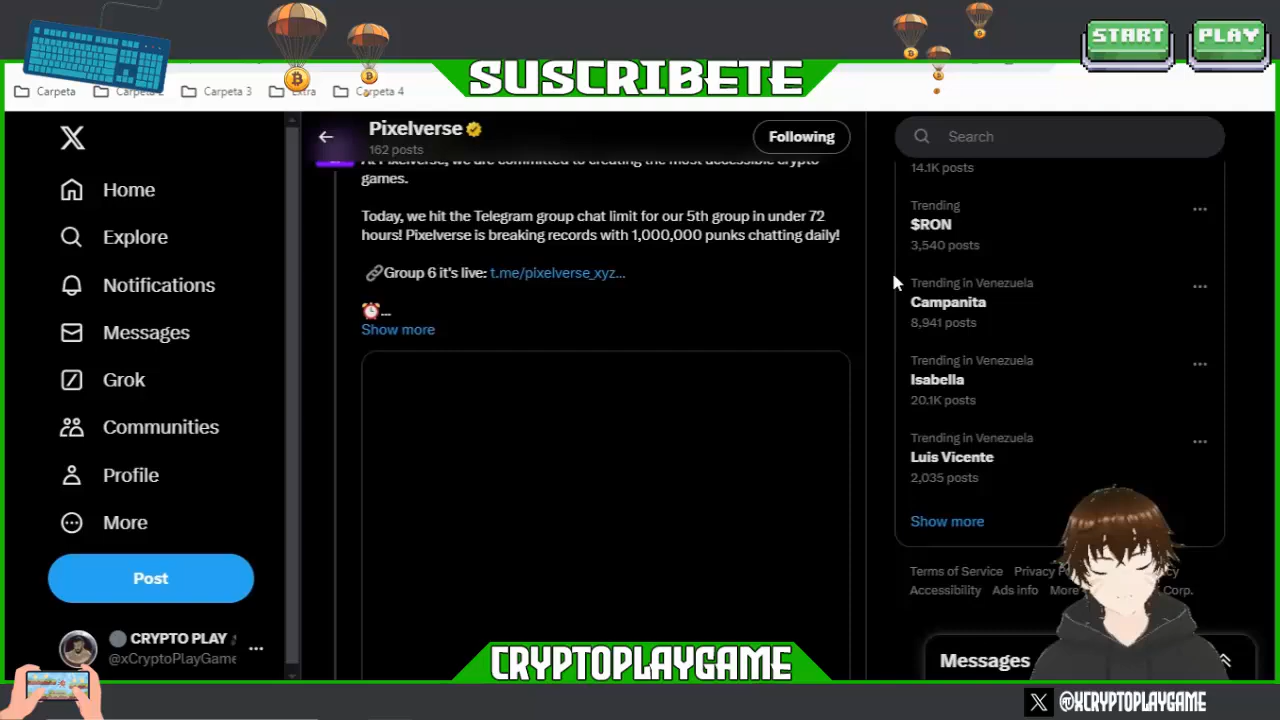 START
PLAY
SUSCRIBETE
Carpeta
Carpeta 2
Carpeta 3
Extra
Carpeta 4
Pixelverse
162 posts
Following
At Pixelverse, we are committed to creating the most accessible crypto
games.
Today, we hit the Telegram group chat limit for our 5th group in under 72
hours! Pixelverse is breaking records with 1,000,000 punks chatting daily!
🔗Group 6 it's live: t.me/pixelverse_xyz...
⏰...
Show more
Home
Explore
Notifications
Messages
Grok
Communities
Profile
More
Post
CRYPTO PLAY
@xCryptoPlayGame
Search
14.1K posts
Trending
$RON
3,540 posts
Trending in Venezuela
Campanita
8,941 posts
Trending in Venezuela
Isabella
20.1K posts
Trending in Venezuela
Luis Vicente
2,035 posts
Show more
Terms of Service Privacy
Accessibility Ads info More Corp.
Messages
CRYPTOPLAYGAME
@XCRYPTOPLAYGAME